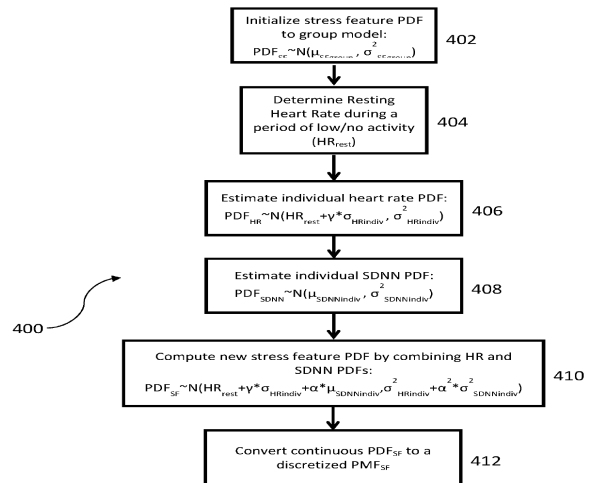 Initialize stress feature PDF
to group model:
PDF_SF~N(μ_SFgroup, σ²_SFgroup)
402
Determine Resting
Heart Rate during a
period of low/no activity
(HR_rest)
404
Estimate individual heart rate PDF:
PDF_HR~N(HR_rest+γ*σ_HRindiv, σ²_HRindiv)
406
Estimate individual SDNN PDF:
PDF_SDNN~N(μ_SDNNindiv, σ²_SDNNindiv)
408
400
Compute new stress feature PDF by combining HR and
SDNN PDFs:
PDF_SF~N(HR_rest+γ*σ_HRindiv+α*μ_SDNNindiv,σ²_HRindiv+α²*σ²_SDNNindiv)
410
Convert continuous PDF_SF to a
discretized PMF_SF
412